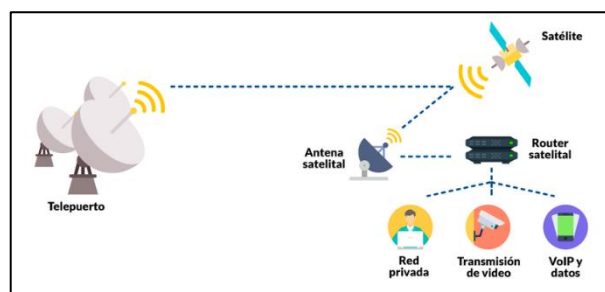 Satélite
Antena
satelital
Router
satelital
Telepuerto
Red
privada
Transmisión
de video
VoIP y
datos